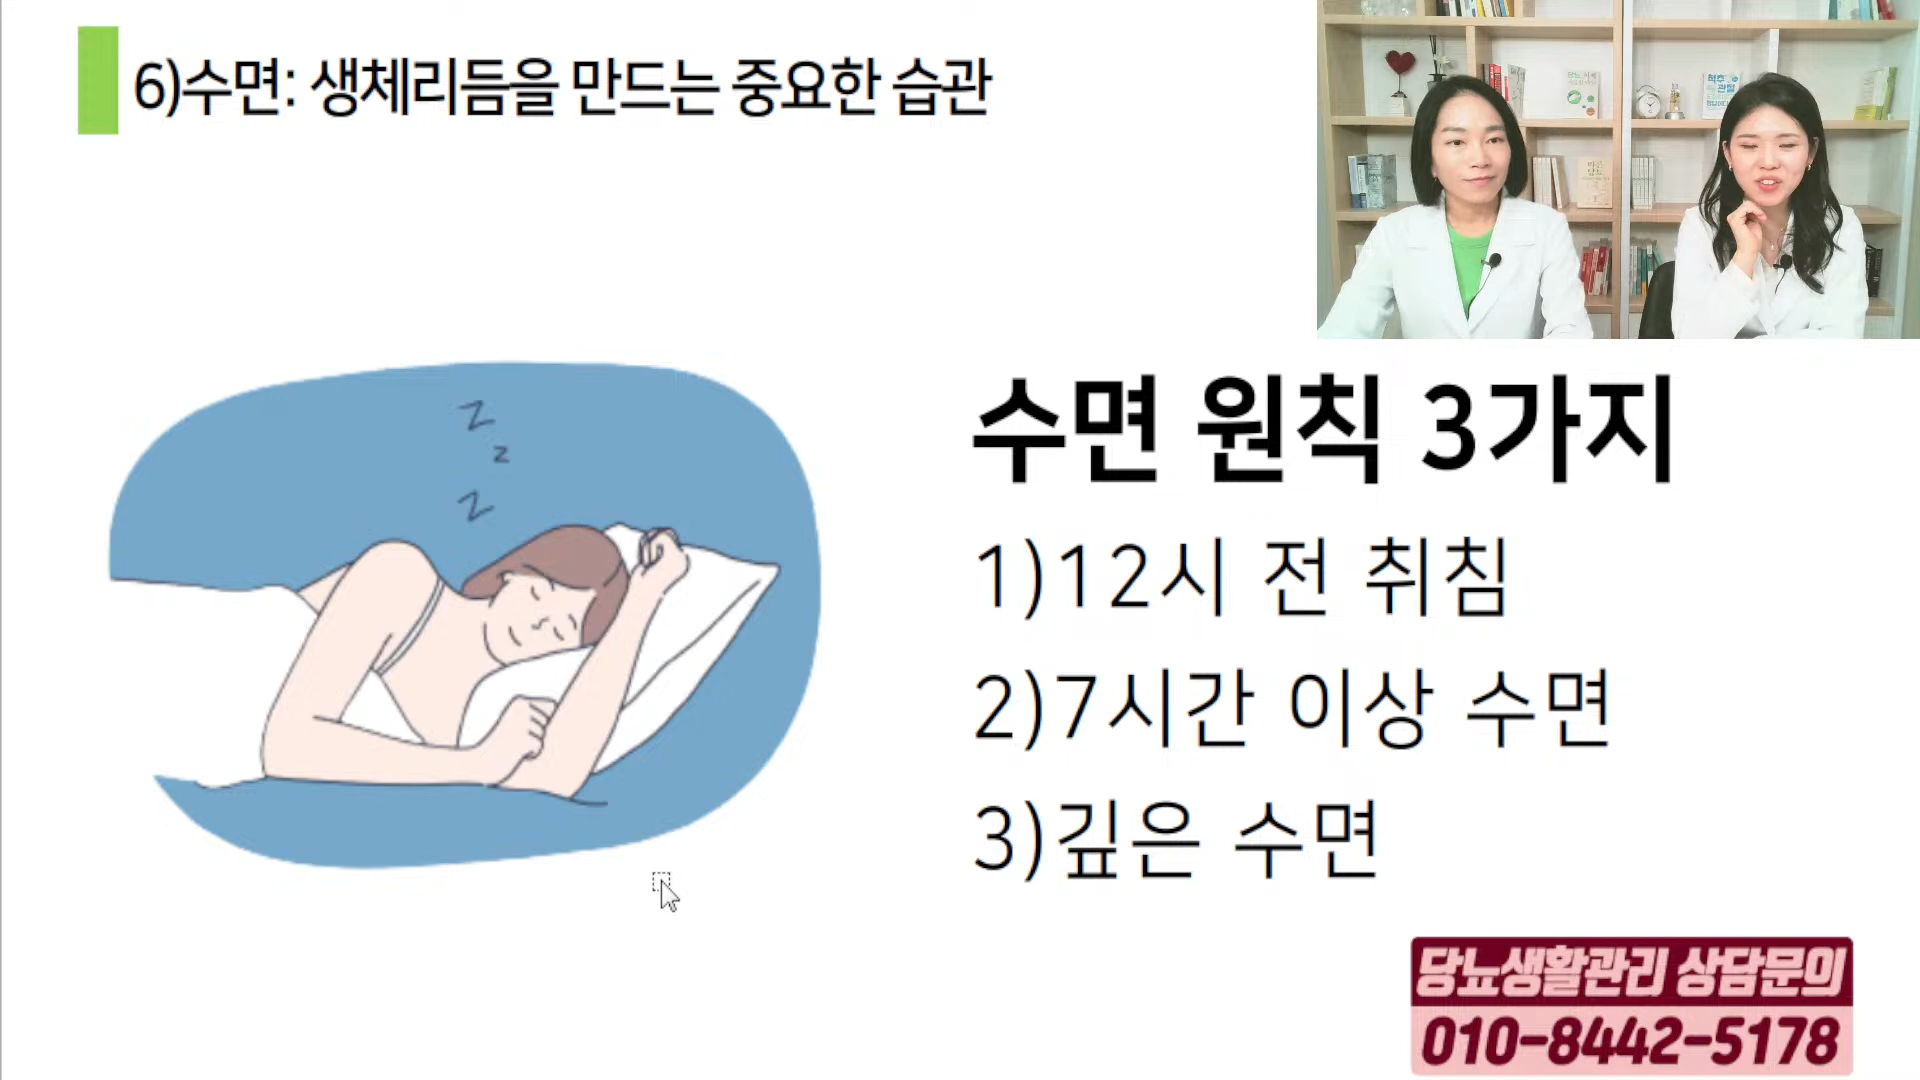 6)수면: 생체리듬을 만드는 중요한 습관
z
z
z
수면 원칙 3가지
1)12시 전 취침
2)7시간 이상 수면
3)깊은 수면
당뇨생활관리 상담문의
010-8442-5178